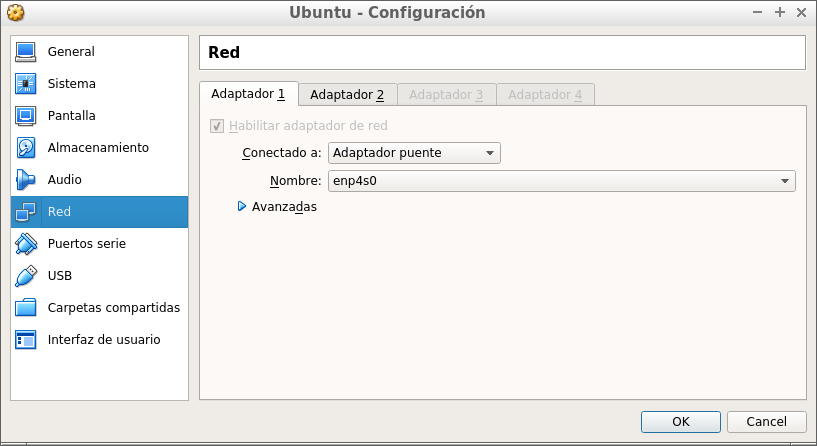 Ubuntu - Configuración
General
Sistema
Pantalla
Almacenamiento
Audio
Red
Puertos serie
USB
Carpetas compartidas
Interfaz de usuario
Red
Adaptador 1 Adaptador 2 Adaptador 3 Adaptador 4
Habilitar adaptador de red
Conectado a: Adaptador puente
Nombre: enp4s0
Avanzadas
OK Cancel